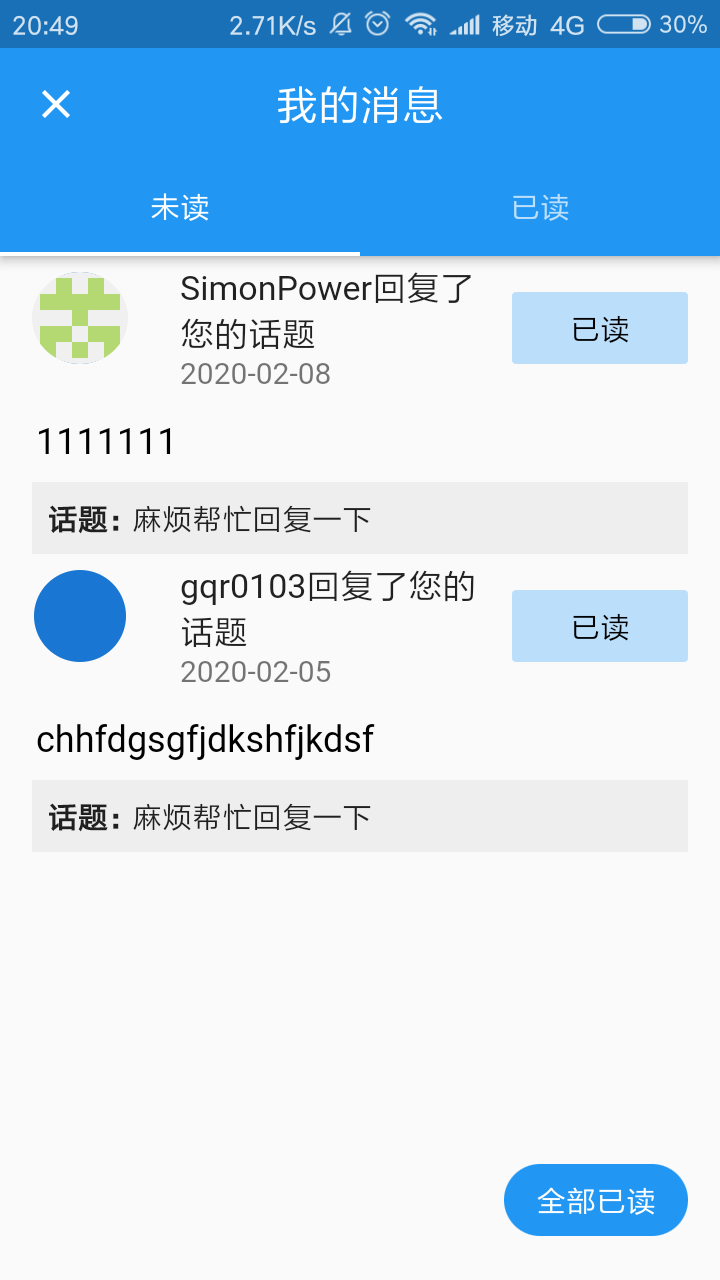 20:49 2.71K/s 移动 4G 30%
我的消息
未读 已读
SimonPower回复了
您的话题
已读
2020-02-08
1111111
话题：麻烦帮忙回复一下
gqr0103回复了您的
话题
已读
2020-02-05
chhfdgsgfjdkshfjkdsf
话题：麻烦帮忙回复一下
全部已读